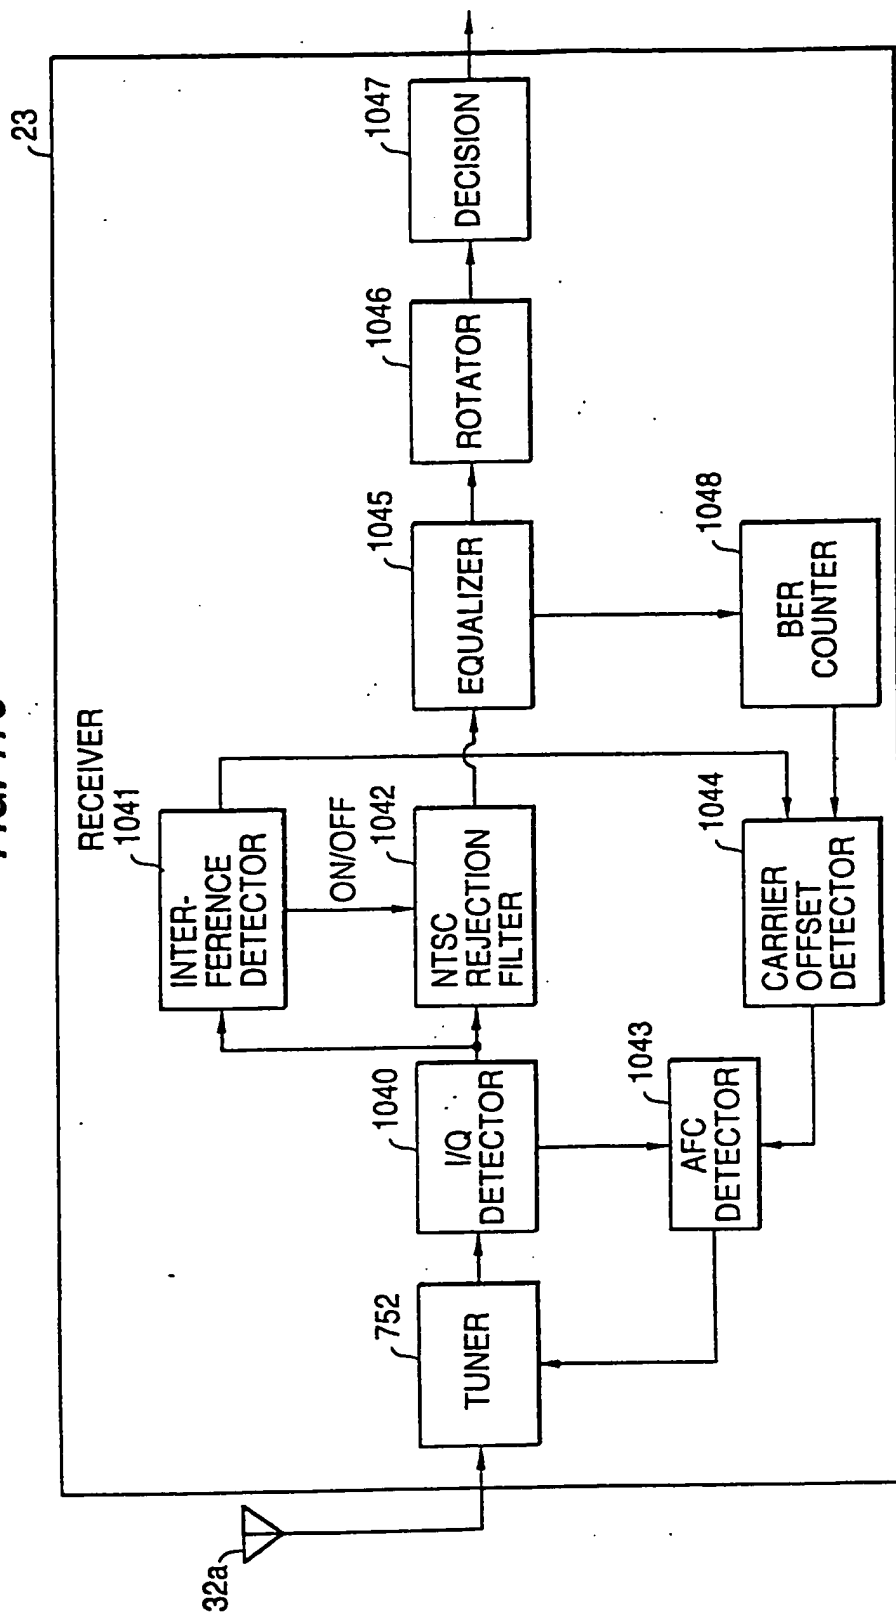 23
RECEIVER
32a
752
TUNER
1040
I/Q
DETECTOR
1041
INTER-
FERENCE
DETECTOR
ON/OFF
1042
NTSC
REJECTION
FILTER
1043
AFC
DETECTOR
1044
CARRIER
OFFSET
DETECTOR
1045
EQUALIZER
1046
ROTATOR
1047
DECISION
1048
BER
COUNTER